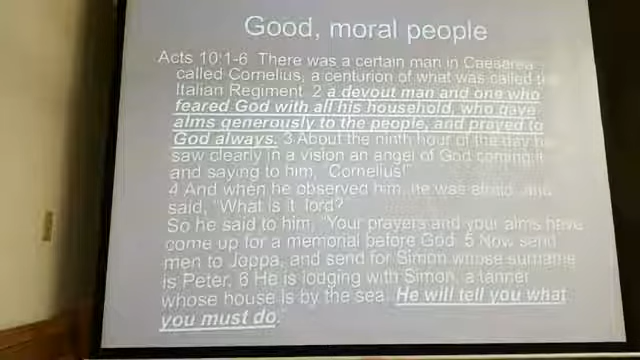 Good, moral people
Acts 10:1-6 There was a certain man in Caesarea
called Cornelius, a centurion of what was called
Italian Regiment 2 a devout man and one who
feared God with all his household, who gave
alms generously to the people, and prayed to
God always. 3 About the ninth hour of the day
saw clearly in a vision an angel of God coming
and saying to him, "Cornelius!"
4 And when he observed him, he was afraid, and
said, "What is it, lord?"
So he said to him, "Your prayers and your alms have
come up for a memorial before God. 5 Now send
men to Joppa, and send for Simon whose surname
is Peter. 6 He is lodging with Simon, a tanner
whose house is by the sea. He will tell you what
you must do.